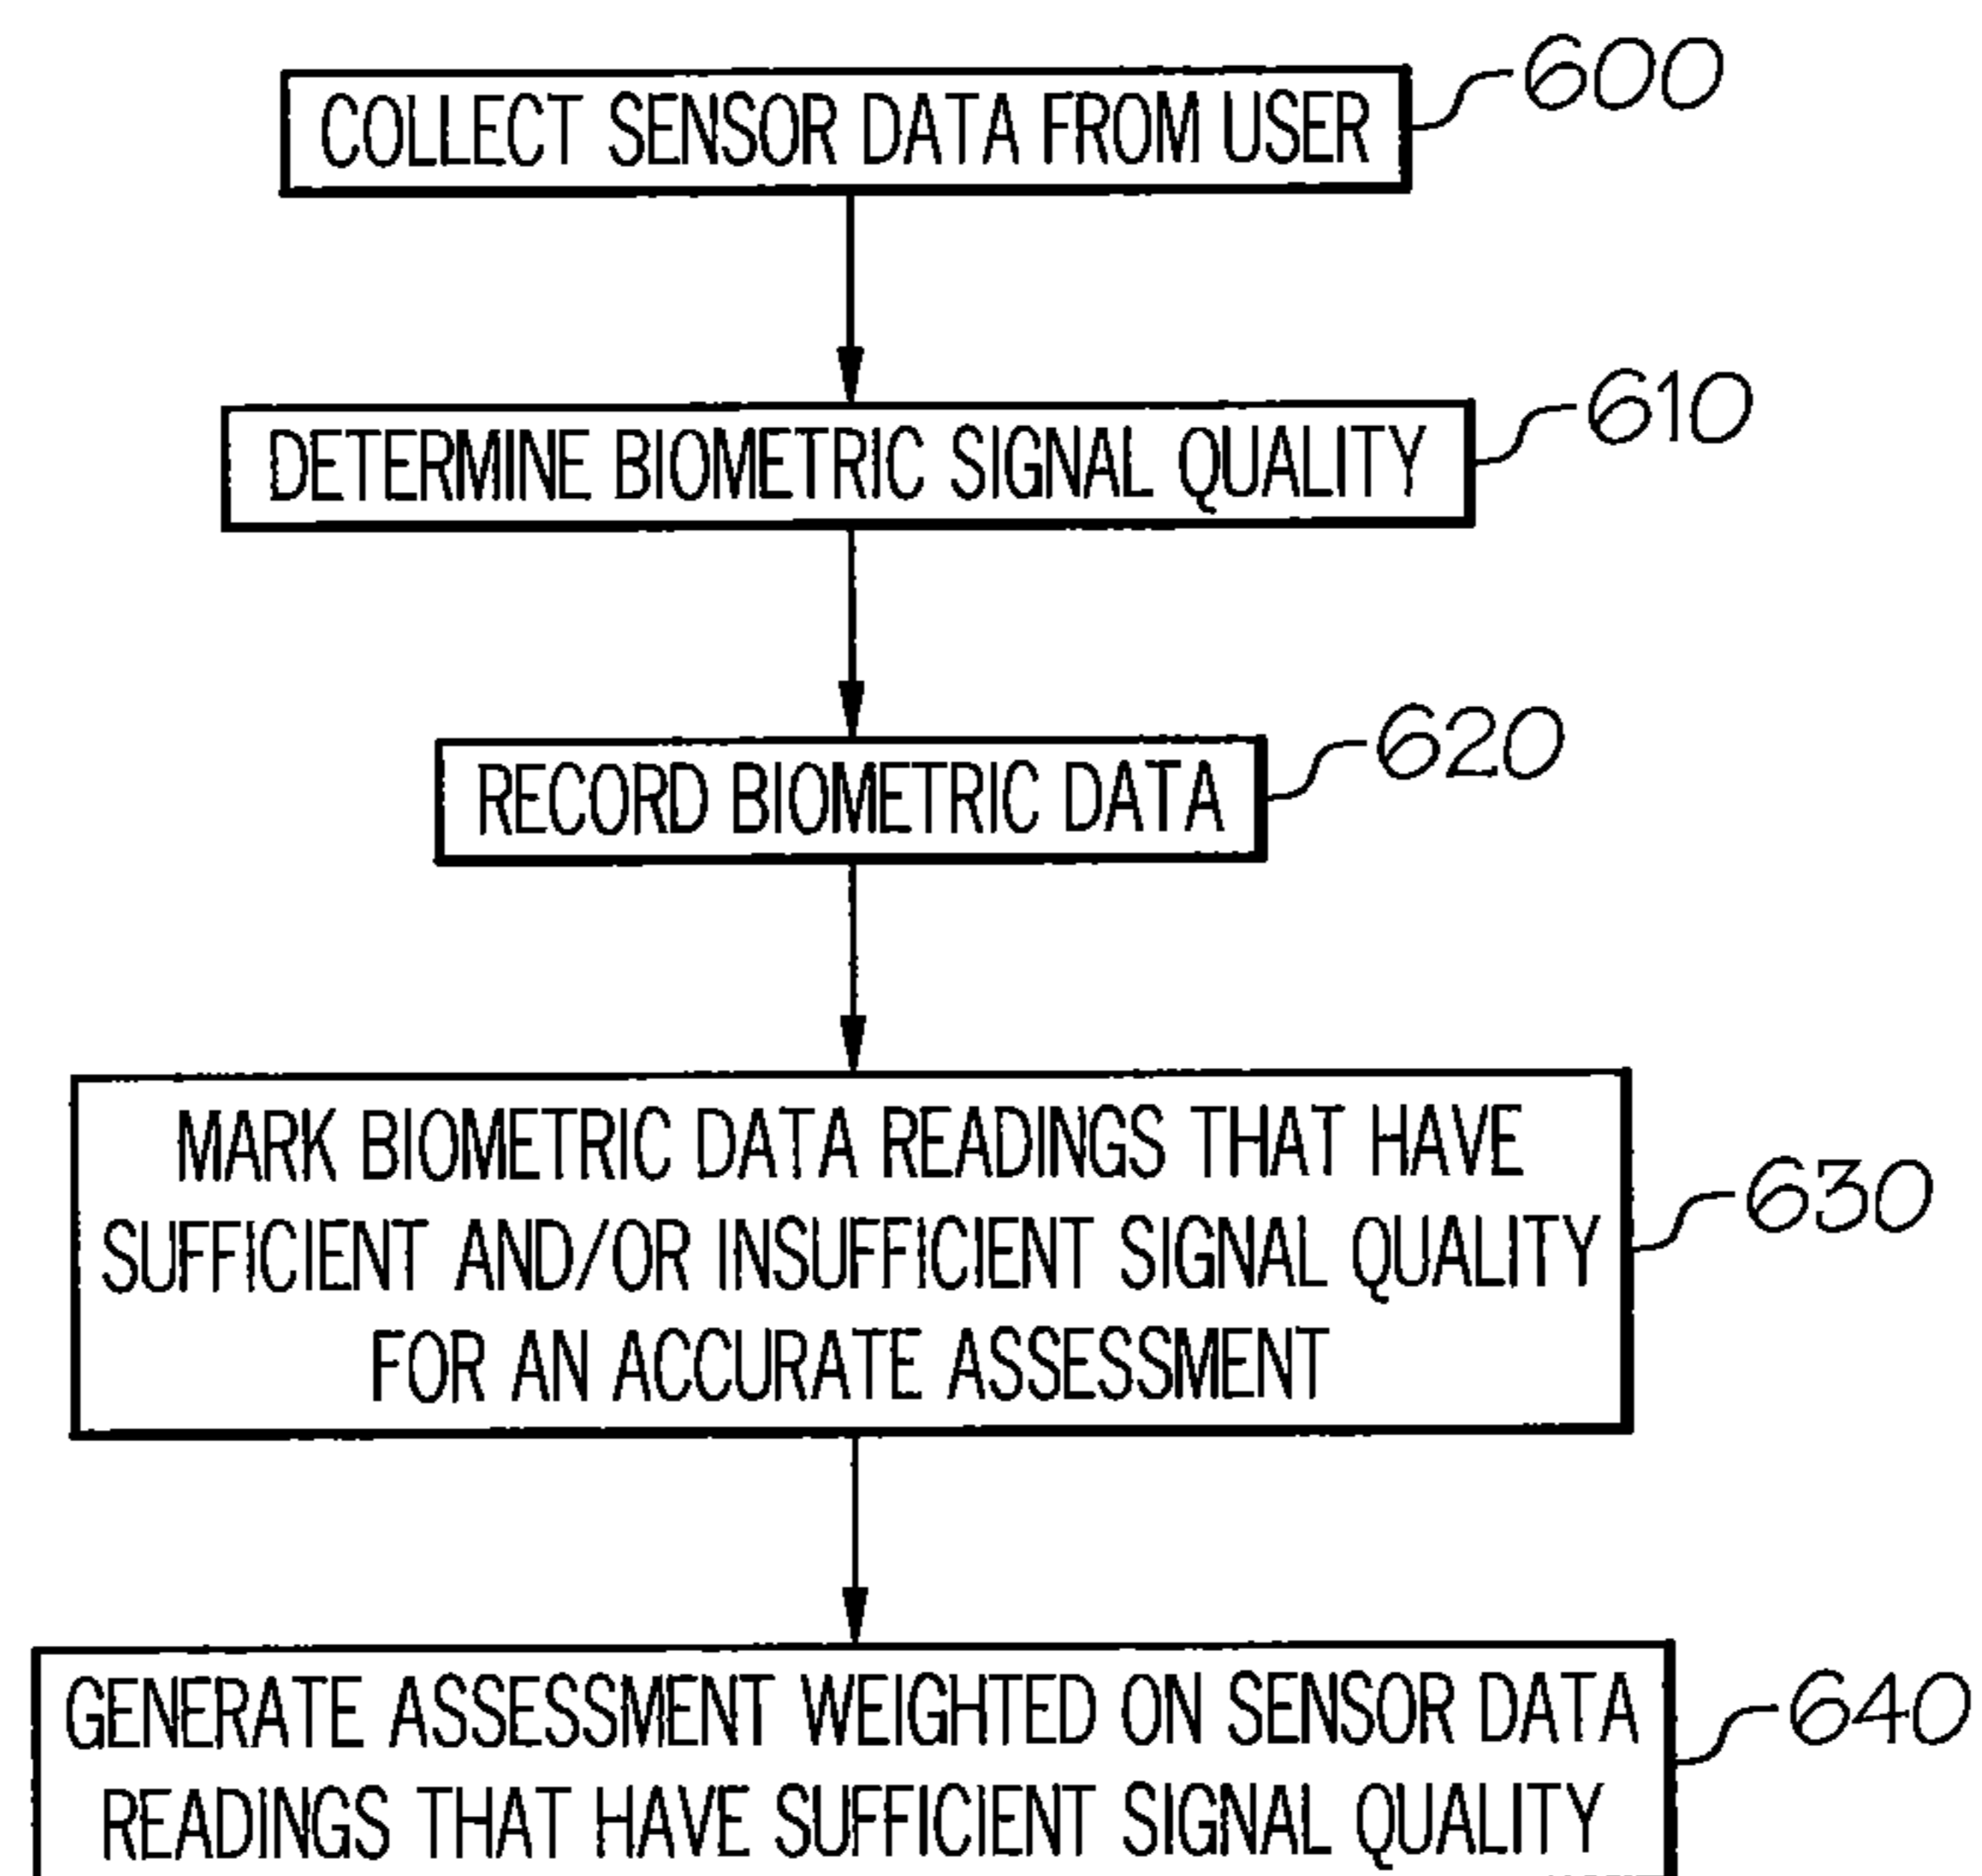 COLLECT SENSOR DATA FROM USER
600
DETERMINE BIOMETRIC SIGNAL QUALITY
610
RECORD BIOMETRIC DATA
620
MARK BIOMETRIC DATA READINGS THAT HAVE
SUFFICIENT AND/OR INSUFFICIENT SIGNAL QUALITY
FOR AN ACCURATE ASSESSMENT
630
GENERATE ASSESSMENT WEIGHTED ON SENSOR DATA
READINGS THAT HAVE SUFFICIENT SIGNAL QUALITY
640